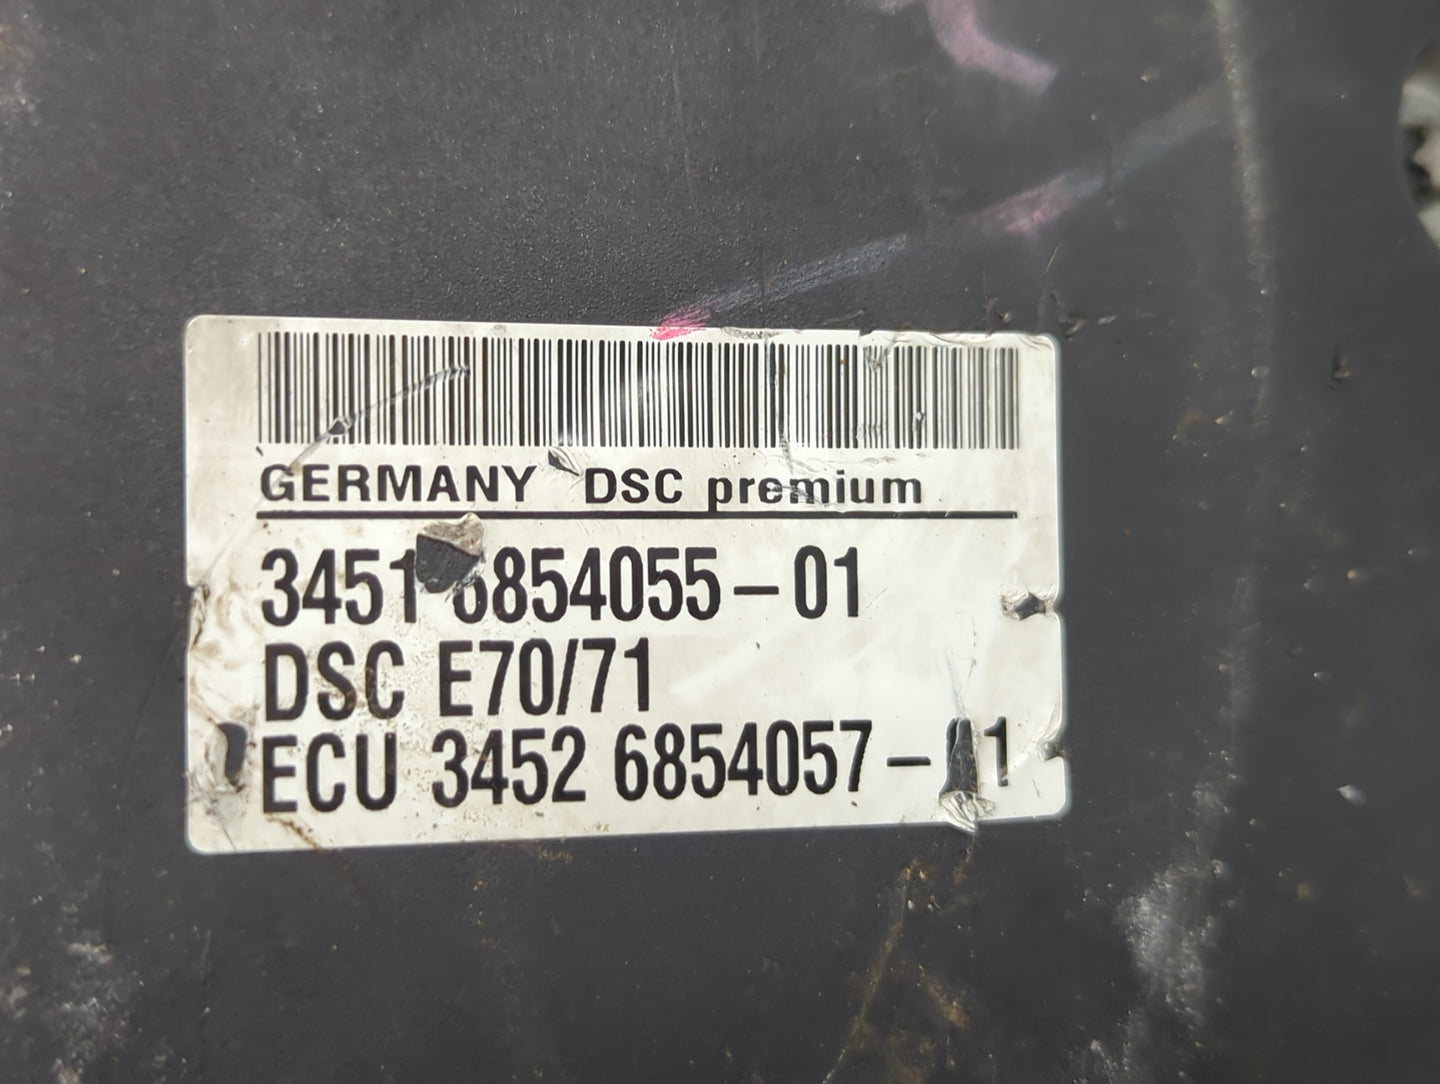 GERMANY DSC premium
3451 6854055-01
DSC E70/71
ECU 3452 6854057-